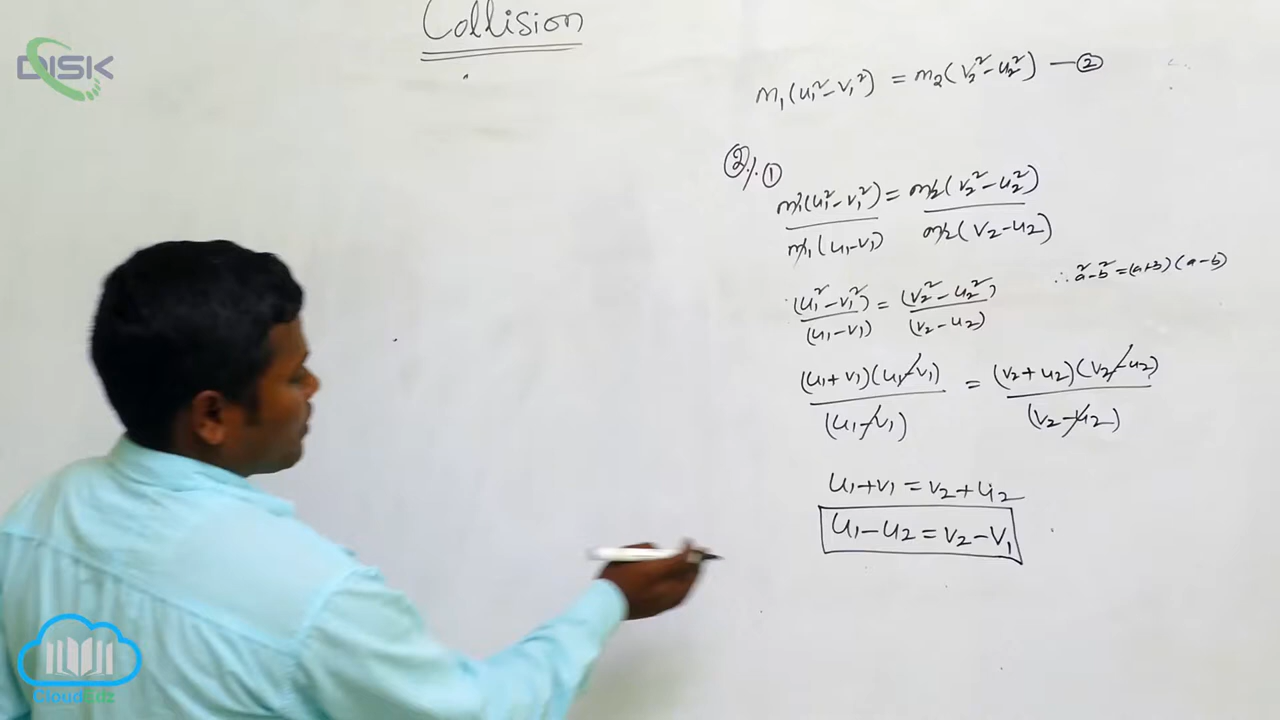 DISK
Collision
m₁(u₁²-v₁²) = m₂(v₂²-u₂²) —②
② % ①
m₁(u₁²-v₁²) / m₁(u₁-v₁) = m₂(v₂²-u₂²) / m₂(v₂-u₂)
∴ a²-b² = (a+b)(a-b)
(u₁²-v₁²) / (u₁-v₁) = (v₂²-u₂²) / (v₂-u₂)
(u₁+v₁)(u₁-v₁) / (u₁-v₁) = (v₂+u₂)(v₂-u₂) / (v₂-u₂)
u₁+v₁ = v₂+u₂
u₁-u₂ = v₂-v₁
CloudEdz